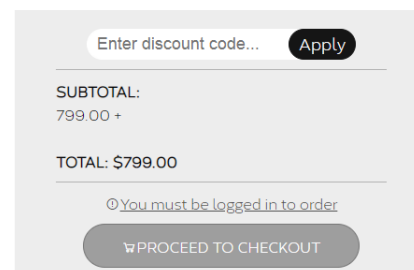 Enter discount code... Apply
SUBTOTAL:
799.00 +
TOTAL: $799.00
You must be logged in to order
PROCEED TO CHECKOUT